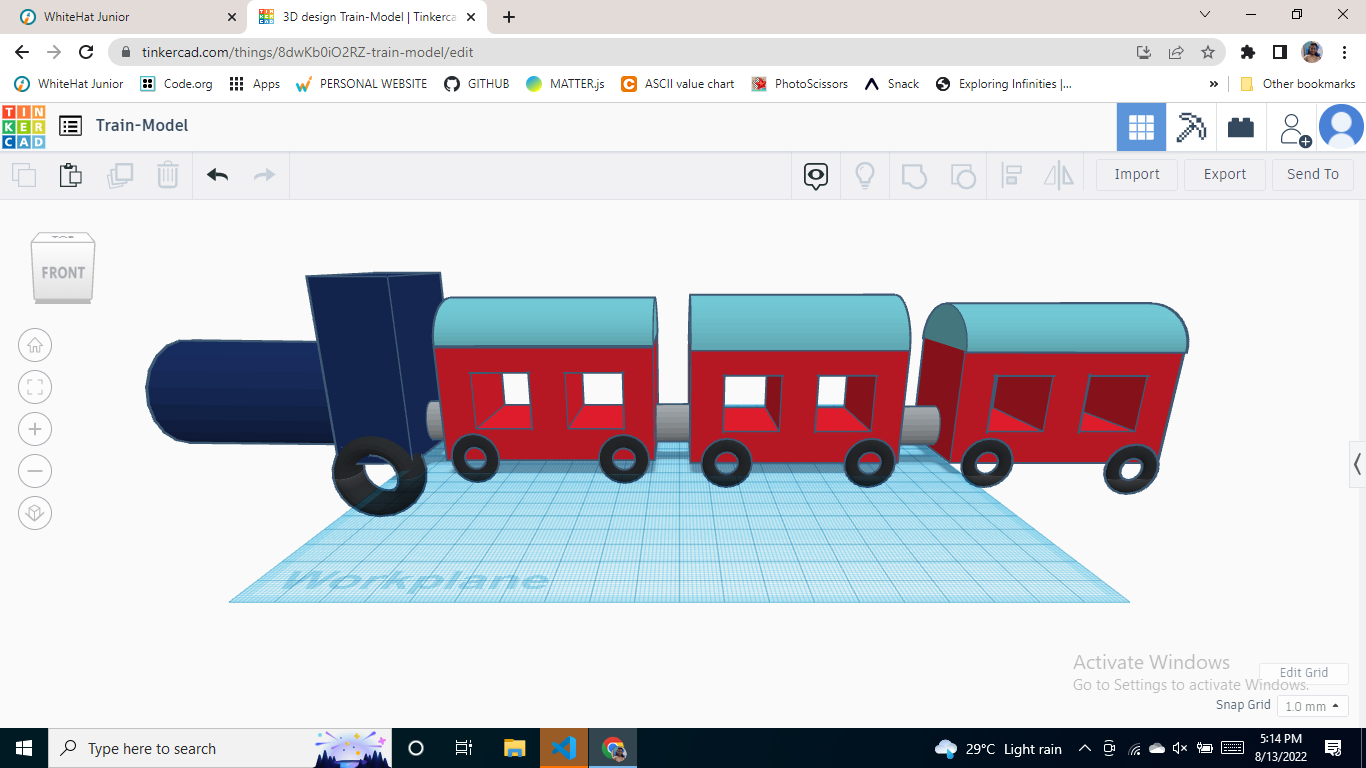 WhiteHat Junior
3D design Train-Model | Tinkerca
tinkercad.com/things/8dwKb0iO2RZ-train-model/edit
WhiteHat Junior
Code.org
Apps
PERSONAL WEBSITE
GITHUB
MATTER.js
ASCII value chart
PhotoScissors
Snack
Exploring Infinities |...
»
Other bookmarks
TIN
KER
CAD
Train-Model
Import
Export
Send To
TOP
FRONT
Workplane
Activate Windows
Go to Settings to activate Windows.
Edit Grid
Snap Grid
1.0 mm
Type here to search
29°C Light rain
5:14 PM
8/13/2022